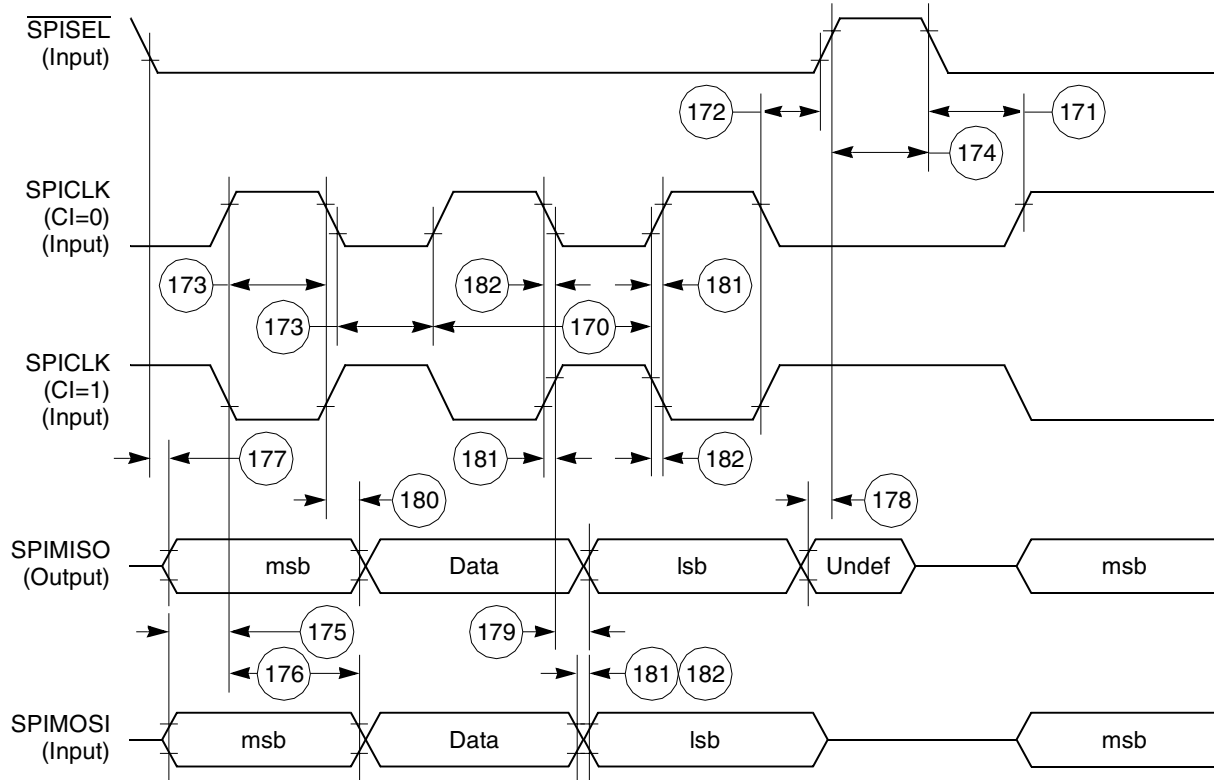 SPISEL
(Input)
172
171
174
SPICLK
(CI=0)
(Input)
173
182
181
173
170
SPICLK
(CI=1)
(Input)
177
181
182
180
178
SPIMISO
(Output)
msb
Data
lsb
Undef
msb
175
179
176
181
182
SPIMOSI
(Input)
msb
Data
lsb
msb